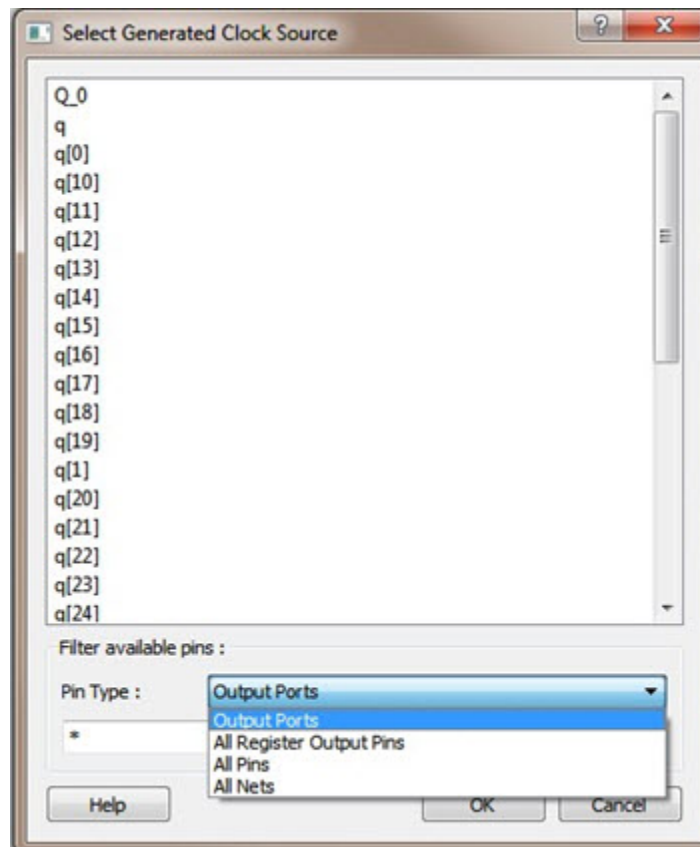 Select Generated Clock Source
Q_0
q
q[0]
q[10]
q[11]
q[12]
q[13]
q[14]
q[15]
q[16]
q[17]
q[18]
q[19]
q[1]
q[20]
q[21]
q[22]
q[23]
q[24]
Filter available pins :
Pin Type : Output Ports
Output Ports
* All Register Output Pins
All Pins
All Nets
Help OK Cancel